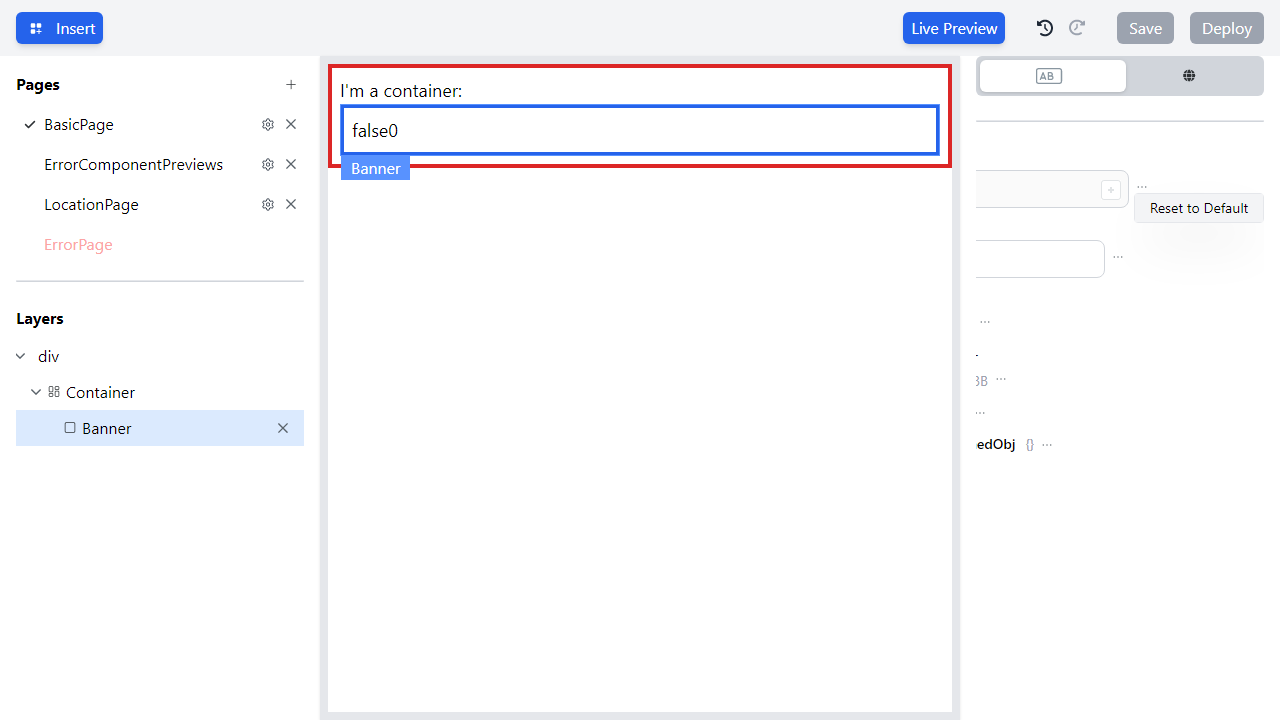 Insert
Live Preview
Save
Deploy
Pages
BasicPage
ErrorComponentPreviews
LocationPage
ErrorPage
Layers
div
Container
Banner
I'm a container:
false0
Banner
AB
Reset to Default
3B
edObj {}